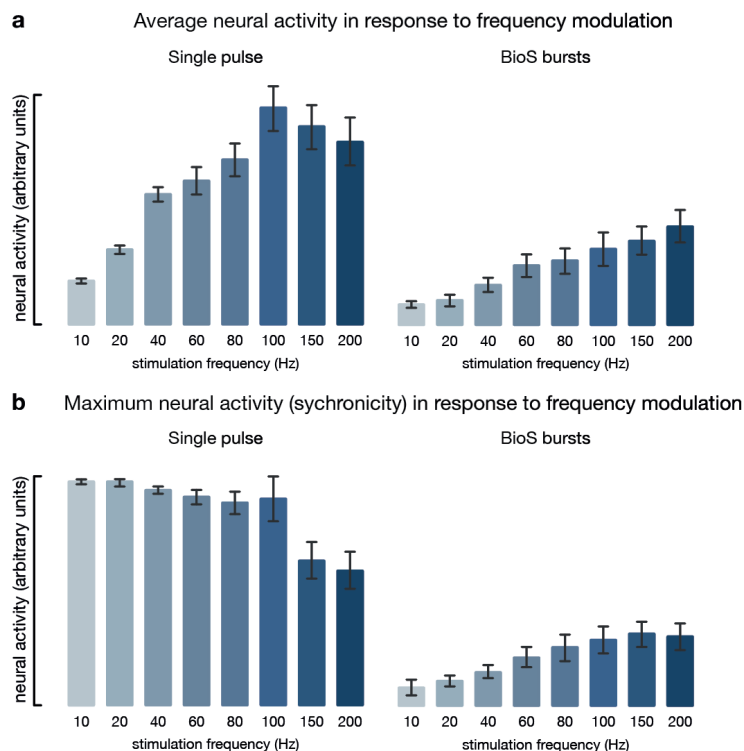 a Average neural activity in response to frequency modulation
Single pulse BioS bursts
neural activity (arbitrary units)
10 20 40 60 80 100 150 200 10 20 40 60 80 100 150 200
stimulation frequency (Hz) stimulation frequency (Hz)
b Maximum neural activity (sychronicity) in response to frequency modulation
Single pulse BioS bursts
neural activity (arbitrary units)
10 20 40 60 80 100 150 200 10 20 40 60 80 100 150 200
stimulation frequency (Hz) stimulation frequency (Hz)